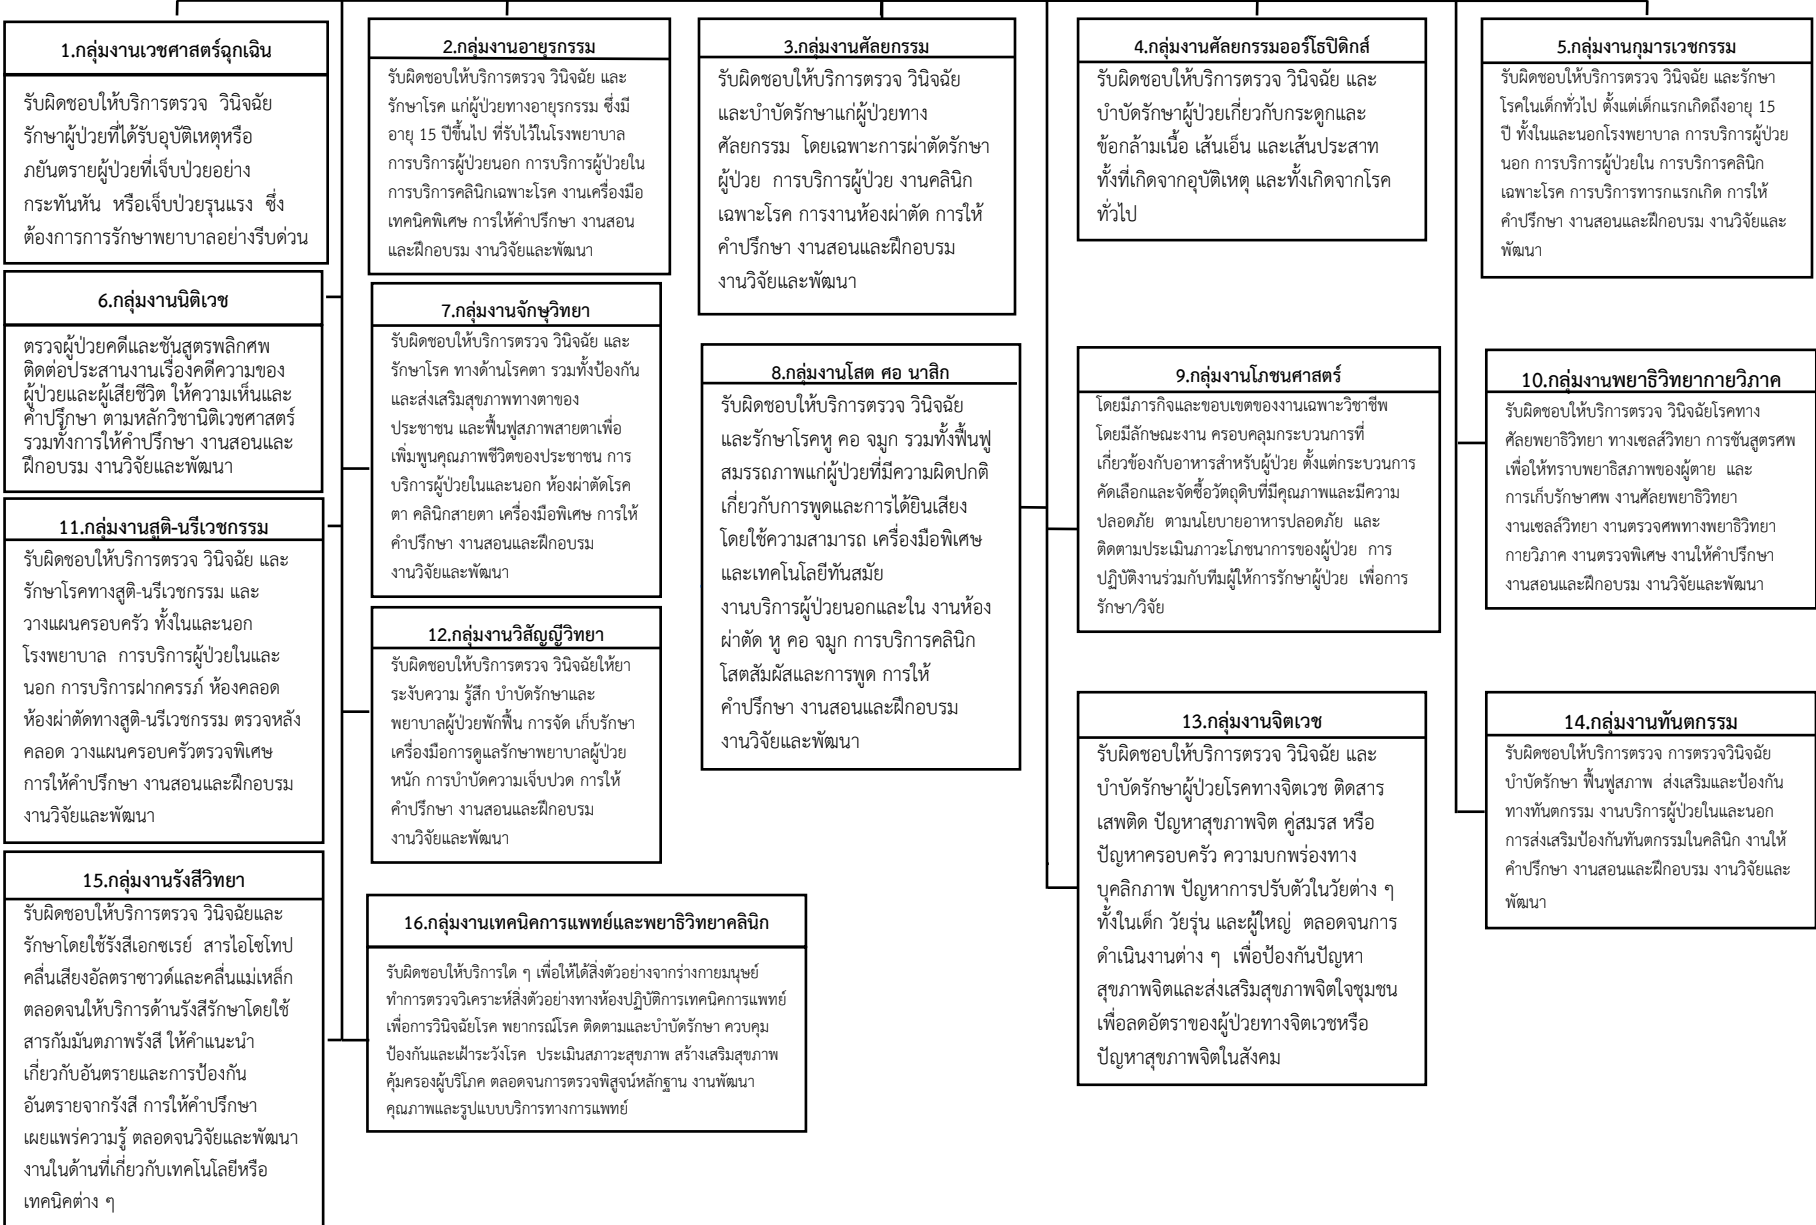 1.กลุ่มงานเวชศาสตร์ฉุกเฉิน
รับผิดชอบให้บริการตรวจ วินิจฉัย
รักษาผู้ป่วยที่ได้รับอุบัติเหตุหรือ
ภยันตรายผู้ป่วยที่เจ็บป่วยอย่าง
กระทันหัน หรือเจ็บป่วยรุนแรง ซึ่ง
ต้องการการรักษาพยาบาลอย่างรีบด่วน
2.กลุ่มงานอายุรกรรม
รับผิดชอบให้บริการตรวจ วินิจฉัย และ
รักษาโรค แก่ผู้ป่วยทางอายุรกรรม ซึ่งมี
อายุ 15 ปีขึ้นไป ที่รับไว้ในโรงพยาบาล
การบริการผู้ป่วยนอก การบริการผู้ป่วยใน
การบริการคลินิกเฉพาะโรค งานเครื่องมือ
เทคนิคพิเศษ การให้คำปรึกษา งานสอน
และฝึกอบรม งานวิจัยและพัฒนา
3.กลุ่มงานศัลยกรรม
รับผิดชอบให้บริการตรวจ วินิจฉัย
และบำบัดรักษาแก่ผู้ป่วยทาง
ศัลยกรรม โดยเฉพาะการผ่าตัดรักษา
ผู้ป่วย การบริการผู้ป่วย งานคลินิก
เฉพาะโรค การงานห้องผ่าตัด การให้
คำปรึกษา งานสอนและฝึกอบรม
งานวิจัยและพัฒนา
4.กลุ่มงานศัลยกรรมออร์โธปิดิกส์
รับผิดชอบให้บริการตรวจ วินิจฉัย และ
บำบัดรักษาผู้ป่วยเกี่ยวกับกระดูกและ
ข้อกล้ามเนื้อ เส้นเอ็น และเส้นประสาท
ทั้งที่เกิดจากอุบัติเหตุ และทั้งเกิดจากโรค
ทั่วไป
5.กลุ่มงานกุมารเวชกรรม
รับผิดชอบให้บริการตรวจ วินิจฉัย และรักษา
โรคในเด็กทั่วไป ตั้งแต่เด็กแรกเกิดถึงอายุ 15
ปี ทั้งในและนอกโรงพยาบาล การบริการผู้ป่วย
นอก การบริการผู้ป่วยใน การบริการคลินิก
เฉพาะโรค การบริการทารกแรกเกิด การให้
คำปรึกษา งานสอนและฝึกอบรม งานวิจัยและ
พัฒนา
6.กลุ่มงานนิติเวช
ตรวจผู้ป่วยคดีและชันสูตรพลิกศพ
ติดต่อประสานงานเรื่องคดีความของ
ผู้ป่วยและผู้เสียชีวิต ให้ความเห็นและ
คำปรึกษา ตามหลักวิชานิติเวชศาสตร์
รวมทั้งการให้คำปรึกษา งานสอนและ
ฝึกอบรม งานวิจัยและพัฒนา
7.กลุ่มงานจักษุวิทยา
รับผิดชอบให้บริการตรวจ วินิจฉัย และ
รักษาโรค ทางด้านโรคตา รวมทั้งป้องกัน
และส่งเสริมสุขภาพทางตาของ
ประชาชน และฟื้นฟูสภาพสายตาเพื่อ
เพิ่มพูนคุณภาพชีวิตของประชาชน การ
บริการผู้ป่วยในและนอก ห้องผ่าตัดโรค
ตา คลินิกสายตา เครื่องมือพิเศษ การให้
คำปรึกษา งานสอนและฝึกอบรม
งานวิจัยและพัฒนา
8.กลุ่มงานโสต ศอ นาสิก
รับผิดชอบให้บริการตรวจ วินิจฉัย
และรักษาโรคหู คอ จมูก รวมทั้งฟื้นฟู
สมรรถภาพแก่ผู้ป่วยที่มีความผิดปกติ
เกี่ยวกับการพูดและการได้ยินเสียง
โดยใช้ความสามารถ เครื่องมือพิเศษ
และเทคโนโลยีทันสมัย
งานบริการผู้ป่วยนอกและใน งานห้อง
ผ่าตัด หู คอ จมูก การบริการคลินิก
โสตสัมผัสและการพูด การให้
คำปรึกษา งานสอนและฝึกอบรม
งานวิจัยและพัฒนา
9.กลุ่มงานโภชนศาสตร์
โดยมีภารกิจและขอบเขตของงานเฉพาะวิชาชีพ
โดยมีลักษณะงาน ครอบคลุมกระบวนการที่
เกี่ยวข้องกับอาหารสำหรับผู้ป่วย ตั้งแต่กระบวนการ
คัดเลือกและจัดซื้อวัตถุดิบที่มีคุณภาพและมีความ
ปลอดภัย ตามนโยบายอาหารปลอดภัย และ
ติดตามประเมินภาวะโภชนาการของผู้ป่วย การ
ปฏิบัติงานร่วมกับทีมผู้ให้การรักษาผู้ป่วย เพื่อการ
รักษา/วิจัย
10.กลุ่มงานพยาธิวิทยากายวิภาค
รับผิดชอบให้บริการตรวจ วินิจฉัยโรคทาง
ศัลยพยาธิวิทยา ทางเซลส์วิทยา การชันสูตรศพ
เพื่อให้ทราบพยาธิสภาพของผู้ตาย และ
การเก็บรักษาศพ งานศัลยพยาธิวิทยา
งานเซลล์วิทยา งานตรวจศพทางพยาธิวิทยา
กายวิภาค งานตรวจพิเศษ งานให้คำปรึกษา
งานสอนและฝึกอบรม งานวิจัยและพัฒนา
11.กลุ่มงานสูติ-นรีเวชกรรม
รับผิดชอบให้บริการตรวจ วินิจฉัย และ
รักษาโรคทางสูติ-นรีเวชกรรม และ
วางแผนครอบครัว ทั้งในและนอก
โรงพยาบาล การบริการผู้ป่วยในและ
นอก การบริการฝากครรภ์ ห้องคลอด
ห้องผ่าตัดทางสูติ-นรีเวชกรรม ตรวจหลัง
คลอด วางแผนครอบครัวตรวจพิเศษ
การให้คำปรึกษา งานสอนและฝึกอบรม
งานวิจัยและพัฒนา
12.กลุ่มงานวิสัญญีวิทยา
รับผิดชอบให้บริการตรวจ วินิจฉัยให้ยา
ระงับความ รู้สึก บำบัดรักษาและ
พยาบาลผู้ป่วยพักฟื้น การจัด เก็บรักษา
เครื่องมือการดูแลรักษาพยาบาลผู้ป่วย
หนัก การบำบัดความเจ็บปวด การให้
คำปรึกษา งานสอนและฝึกอบรม
งานวิจัยและพัฒนา
13.กลุ่มงานจิตเวช
รับผิดชอบให้บริการตรวจ วินิจฉัย และ
บำบัดรักษาผู้ป่วยโรคทางจิตเวช ติดสาร
เสพติด ปัญหาสุขภาพจิต คู่สมรส หรือ
ปัญหาครอบครัว ความบกพร่องทาง
บุคลิกภาพ ปัญหาการปรับตัวในวัยต่าง ๆ
ทั้งในเด็ก วัยรุ่น และผู้ใหญ่ ตลอดจนการ
ดำเนินงานต่าง ๆ เพื่อป้องกันปัญหา
สุขภาพจิตและส่งเสริมสุขภาพจิตใจชุมชน
เพื่อลดอัตราของผู้ป่วยทางจิตเวชหรือ
ปัญหาสุขภาพจิตในสังคม
14.กลุ่มงานทันตกรรม
รับผิดชอบให้บริการตรวจ การตรวจวินิจฉัย
บำบัดรักษา ฟื้นฟูสภาพ ส่งเสริมและป้องกัน
ทางทันตกรรม งานบริการผู้ป่วยในและนอก
การส่งเสริมป้องกันทันตกรรมในคลินิก งานให้
คำปรึกษา งานสอนและฝึกอบรม งานวิจัยและ
พัฒนา
15.กลุ่มงานรังสีวิทยา
รับผิดชอบให้บริการตรวจ วินิจฉัยและ
รักษาโดยใช้รังสีเอกซเรย์ สารไอโซโทป
คลื่นเสียงอัลตราซาวด์และคลื่นแม่เหล็ก
ตลอดจนให้บริการด้านรังสีรักษาโดยใช้
สารกัมมันตภาพรังสี ให้คำแนะนำ
เกี่ยวกับอันตรายและการป้องกัน
อันตรายจากรังสี การให้คำปรึกษา
เผยแพร่ความรู้ ตลอดจนวิจัยและพัฒนา
งานในด้านที่เกี่ยวกับเทคโนโลยีหรือ
เทคนิคต่าง ๆ
16.กลุ่มงานเทคนิคการแพทย์และพยาธิวิทยาคลินิก
รับผิดชอบให้บริการใด ๆ เพื่อให้ได้สิ่งตัวอย่างจากร่างกายมนุษย์
ทำการตรวจวิเคราะห์สิ่งตัวอย่างทางห้องปฏิบัติการเทคนิคการแพทย์
เพื่อการวินิจฉัยโรค พยากรณ์โรค ติดตามและบำบัดรักษา ควบคุม
ป้องกันและเฝ้าระวังโรค ประเมินสภาวะสุขภาพ สร้างเสริมสุขภาพ
คุ้มครองผู้บริโภค ตลอดจนการตรวจพิสูจน์หลักฐาน งานพัฒนา
คุณภาพและรูปแบบบริการทางการแพทย์